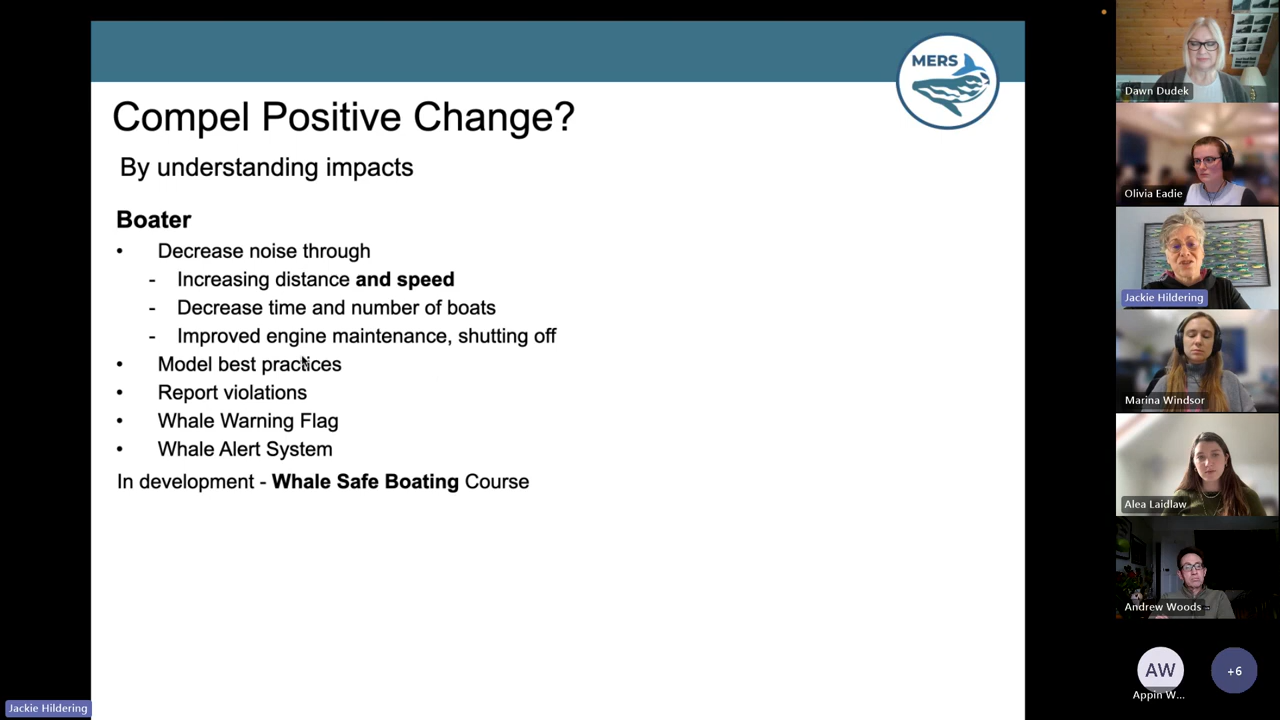 MERS
Compel Positive Change?
By understanding impacts
Boater
• Decrease noise through
- Increasing distance and speed
- Decrease time and number of boats
- Improved engine maintenance, shutting off
• Model best practices
• Report violations
• Whale Warning Flag
• Whale Alert System
In development - Whale Safe Boating Course
Jackie Hildering
Dawn Dudek
Olivia Eadie
Jackie Hildering
Marina Windsor
Alea Laidlaw
Andrew Woods
AW
+6
Appin W...